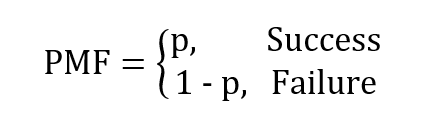 PMF = { p, Success
1 - p, Failure